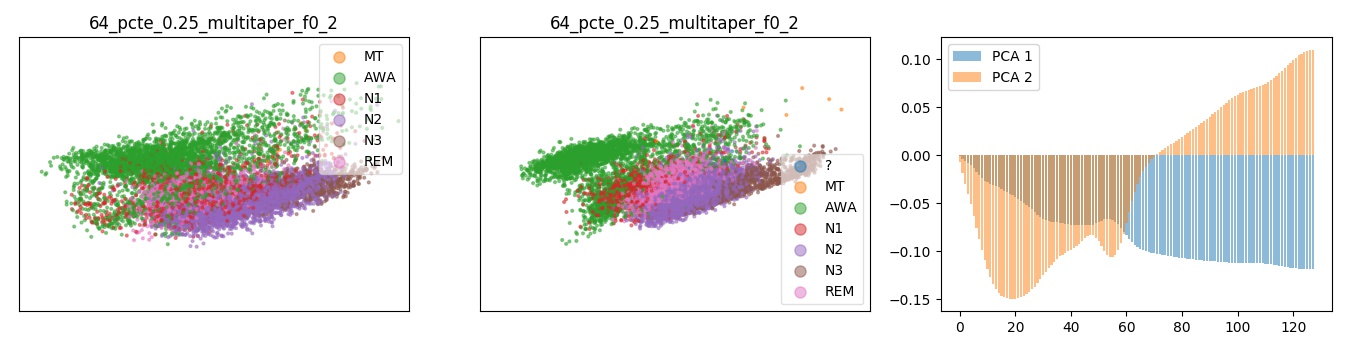 64_pcte_0.25_multitaper_f0_2
MT
AWA
N1
N2
N3
REM
64_pcte_0.25_multitaper_f0_2
?
MT
AWA
N1
N2
N3
REM
PCA 1
PCA 2
0.10
0.05
0.00
−0.05
−0.10
−0.15
0 20 40 60 80 100 120